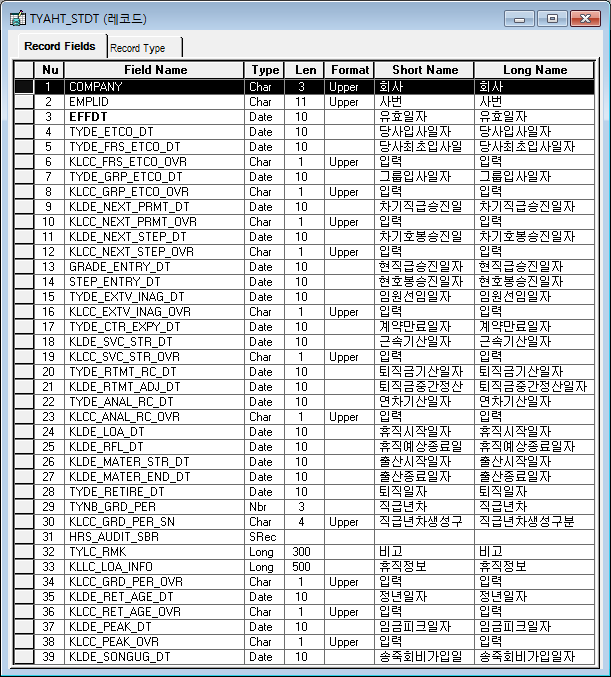 TYAHT_STDT (레코드)
Record Fields Record Type
Nu Field Name Type Len Format Short Name Long Name
1 COMPANY Char 3 Upper 회사 회사
2 EMPLID Char 11 Upper 사번 사번
3 EFFDT Date 10 유효일자 유효일자
4 TYDE_ETCO_DT Date 10 당사입사일자 당사입사일자
5 TYDE_FRS_ETCO_DT Date 10 당사최초입사일 당사최초입사일자
6 KLCC_FRS_ETCO_OVR Char 1 Upper 입력 입력
7 TYDE_GRP_ETCO_DT Date 10 그룹입사일자 그룹입사일자
8 KLCC_GRP_ETCO_OVR Char 1 Upper 입력 입력
9 KLDE_NEXT_PRMT_DT Date 10 차기직급승진일 차기직급승진일자
10 KLCC_NEXT_PRMT_OVR Char 1 Upper 입력 입력
11 KLDE_NEXT_STEP_DT Date 10 차기호봉승진일 차기호봉승진일자
12 KLCC_NEXT_STEP_OVR Char 1 Upper 입력 입력
13 GRADE_ENTRY_DT Date 10 현직급승진일자 현직급승진일자
14 STEP_ENTRY_DT Date 10 현호봉승진일자 현호봉승진일자
15 TYDE_EXTV_INAG_DT Date 10 임원선임일자 임원선임일자
16 KLCC_EXTV_INAG_OVR Char 1 Upper 입력 입력
17 TYDE_CTR_EXPY_DT Date 10 계약만료일자 계약만료일자
18 KLDE_SVC_STR_DT Date 10 근속기산일자 근속기산일자
19 KLCC_SVC_STR_OVR Char 1 Upper 입력 입력
20 TYDE_RTMT_RC_DT Date 10 퇴직금기산일자 퇴직금기산일자
21 KLDE_RTMT_ADJ_DT Date 10 퇴직금중간정산 퇴직금중간정산일자
22 TYDE_ANAL_RC_DT Date 10 연차기산일자 연차기산일자
23 KLCC_ANAL_RC_OVR Char 1 Upper 입력 입력
24 KLDE_LOA_DT Date 10 휴직시작일자 휴직시작일자
25 KLDE_RFL_DT Date 10 휴직예상종료일 휴직예상종료일자
26 KLDE_MATER_STR_DT Date 10 출산시작일자 출산시작일자
27 KLDE_MATER_END_DT Date 10 출산종료일자 출산종료일자
28 TYDE_RETIRE_DT Date 10 퇴직일자 퇴직일자
29 TYNB_GRD_PER Nbr 3 직급년차 직급년차
30 KLCC_GRD_PER_SN Char 4 Upper 직급년차생성구 직급년차생성구분
31 HRS_AUDIT_SBR SRec
32 TYLC_RMK Long 300 비고 비고
33 KLLC_LOA_INFO Long 500 휴직정보 휴직정보
34 KLCC_GRD_PER_OVR Char 1 Upper 입력 입력
35 KLDE_RET_AGE_DT Date 10 정년일자 정년일자
36 KLCC_RET_AGE_OVR Char 1 Upper 입력 입력
37 KLDE_PEAK_DT Date 10 임금피크일자 임금피크일자
38 KLCC_PEAK_OVR Char 1 Upper 입력 입력
39 KLDE_SONGUG_DT Date 10 송죽회비가입일 송죽회비가입일자